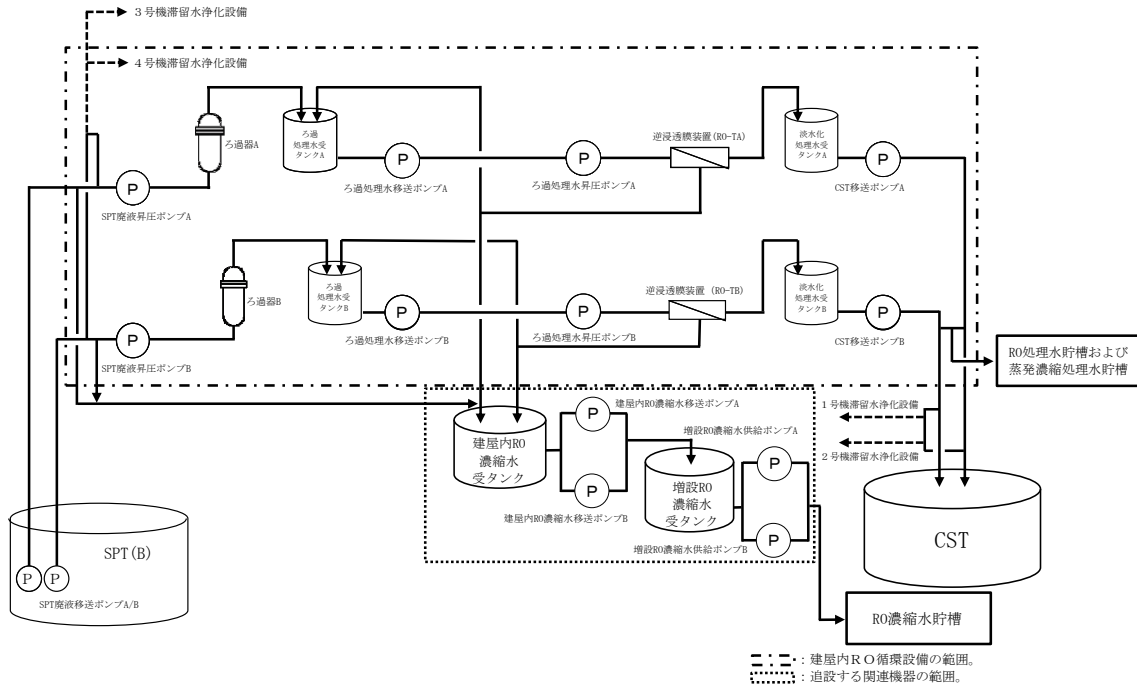 3号機滞留水浄化設備
4号機滞留水浄化設備
ろ過器A
ろ過
処理水受
タンクA
P
ろ過処理水移送ポンプA
P
ろ過処理水昇圧ポンプA
逆浸透膜装置(RO-TA)
淡水化
処理水受
タンクA
P
CST移送ポンプA
P
SPT廃液昇圧ポンプA
ろ過器B
ろ過
処理水受
タンクB
P
ろ過処理水移送ポンプB
P
ろ過処理水昇圧ポンプB
逆浸透膜装置 (RO-TB)
淡水化
処理水受
タンクB
P
CST移送ポンプB
P
SPT廃液昇圧ポンプB
RO処理水貯槽および
蒸発濃縮処理水貯槽
建屋内RO
濃縮水
受タンク
P
建屋内RO濃縮水移送ポンプA
P
建屋内RO濃縮水移送ポンプB
増設RO濃縮水供給ポンプA
P
増設RO
濃縮水
受タンク
P
増設RO濃縮水供給ポンプB
1号機滞留水浄化設備
2号機滞留水浄化設備
CST
SPT(B)
P
P
SPT廃液移送ポンプA/B
RO濃縮水貯槽
：建屋内RO循環設備の範囲。
：追設する関連機器の範囲。